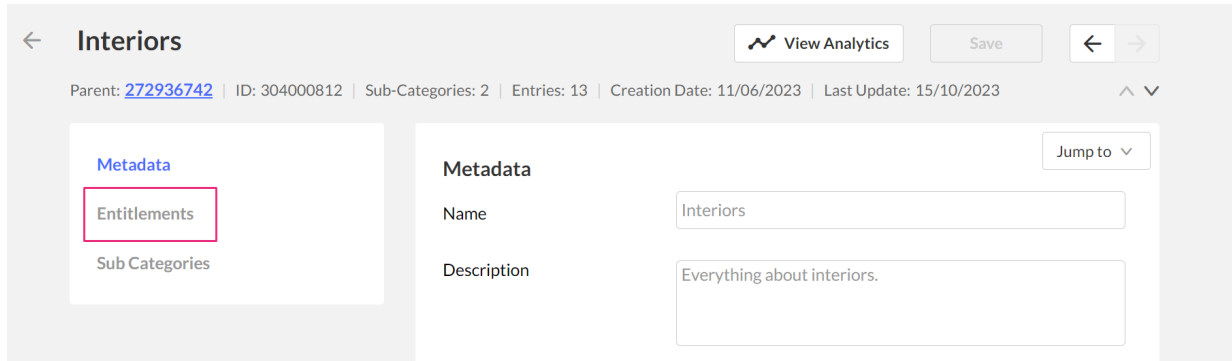 Interiors
View Analytics
Save
Parent: 272936742 | ID: 304000812 | Sub-Categories: 2 | Entries: 13 | Creation Date: 11/06/2023 | Last Update: 15/10/2023
Metadata
Entitlements
Sub Categories
Jump to
Metadata
Name
Interiors
Description
Everything about interiors.